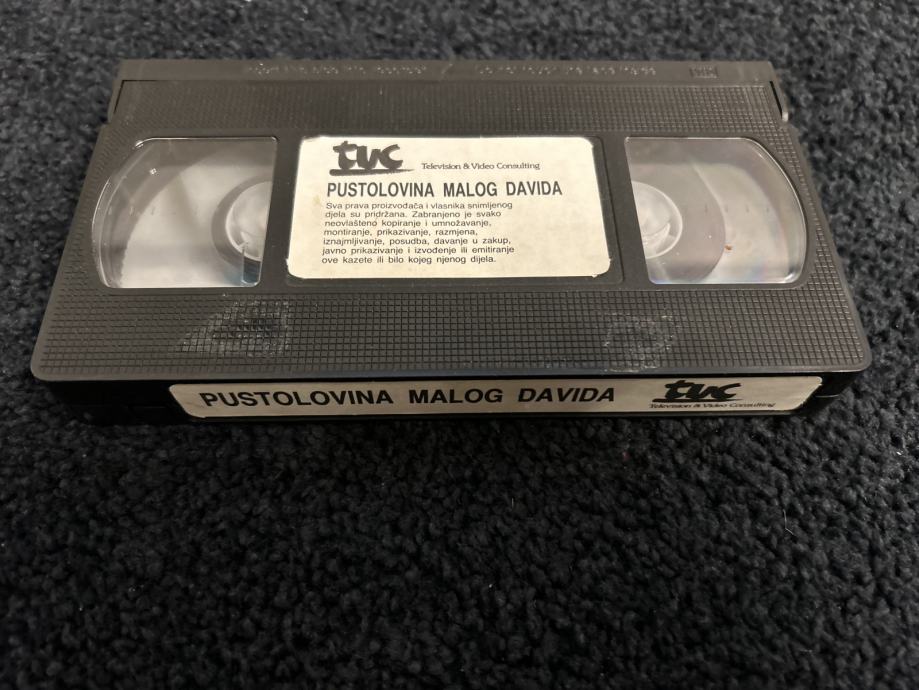 tvc Television & Video Consulting
PUSTOLOVINA MALOG DAVIDA
Sva prava proizvođača i vlasnika snimljenog
djela su pridržana. Zabranjeno je svako
neovlašteno kopiranje i umnožavanje,
montiranje, prikazivanje, razmjena,
iznajmljivanje, posudba, davanje u zakup,
javno prikazivanje i izvođenje ili emitiranje
ove kazete ili bilo kojeg njenog dijela.
PUSTOLOVINA MALOG DAVIDA tvc
Television & Video Consulting